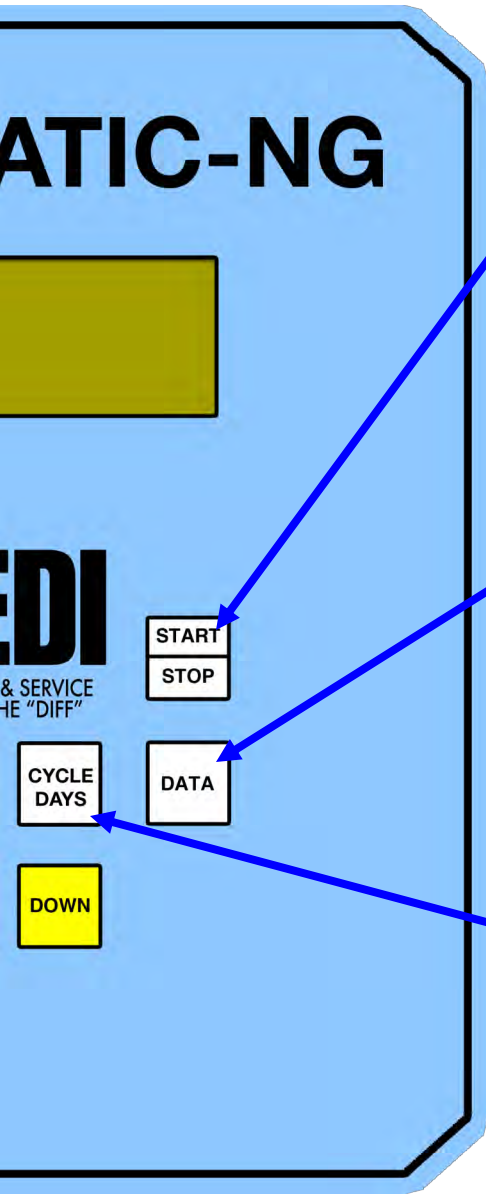 ATIC-NG
EDI
& SERVICE
HE "DIFF"
START
STOP
CYCLE
DAYS
DATA
DOWN